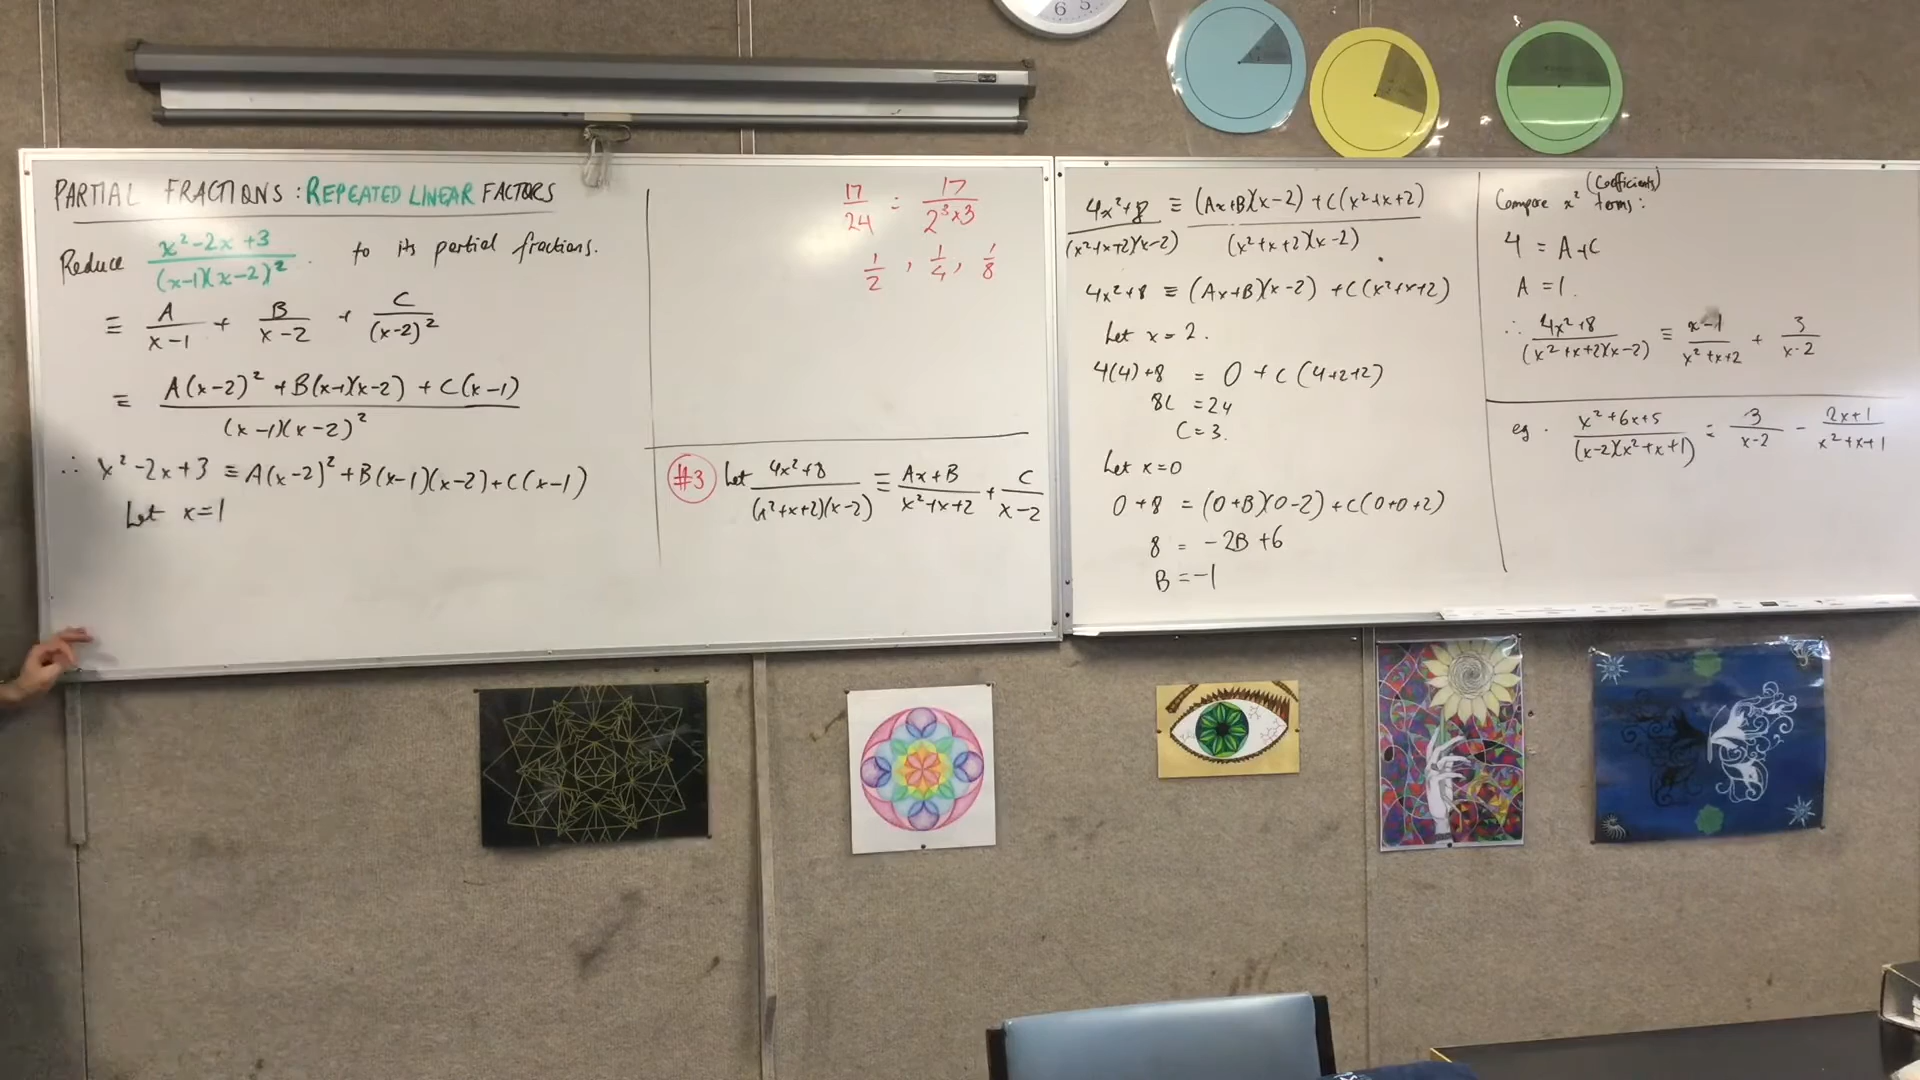 PARTIAL FRACTIONS : REPEATED LINEAR FACTORS
Reduce (x²-2x+3)/((x-1)(x-2)²) to its partial fractions.
≡ A/(x-1) + B/(x-2) + C/(x-2)²
≡ (A(x-2)² + B(x-1)(x-2) + C(x-1))/((x-1)(x-2)²)
∴ x²-2x+3 ≡ A(x-2)² + B(x-1)(x-2) + C(x-1)
Let x=1
17/24 = 17/(2³×3)
1/2 , 1/4 , 1/8
#3 Let (4x²+8)/((x²+x+2)(x-2)) ≡ (Ax+B)/(x²+x+2) + C/(x-2)
(4x²+8)/((x²+x+2)(x-2)) ≡ ((Ax+B)(x-2) + C(x²+x+2))/((x²+x+2)(x-2))
4x²+8 ≡ (Ax+B)(x-2) + C(x²+x+2)
Let x = 2.
4(4)+8 = 0 + C(4+2+2)
8C = 24
C = 3.
Let x=0
0+8 = (0+B)(0-2) + C(0+0+2)
8 = -2B+6
B = -1
(Coefficients)
Compare x² terms :
4 = A+C
A = 1.
∴ (4x²+8)/((x²+x+2)(x-2)) ≡ (x-1)/(x²+x+2) + 3/(x-2)
eg. (x²+6x+5)/((x-2)(x²+x+1)) = 3/(x-2) - (2x+1)/(x²+x+1)
6 5